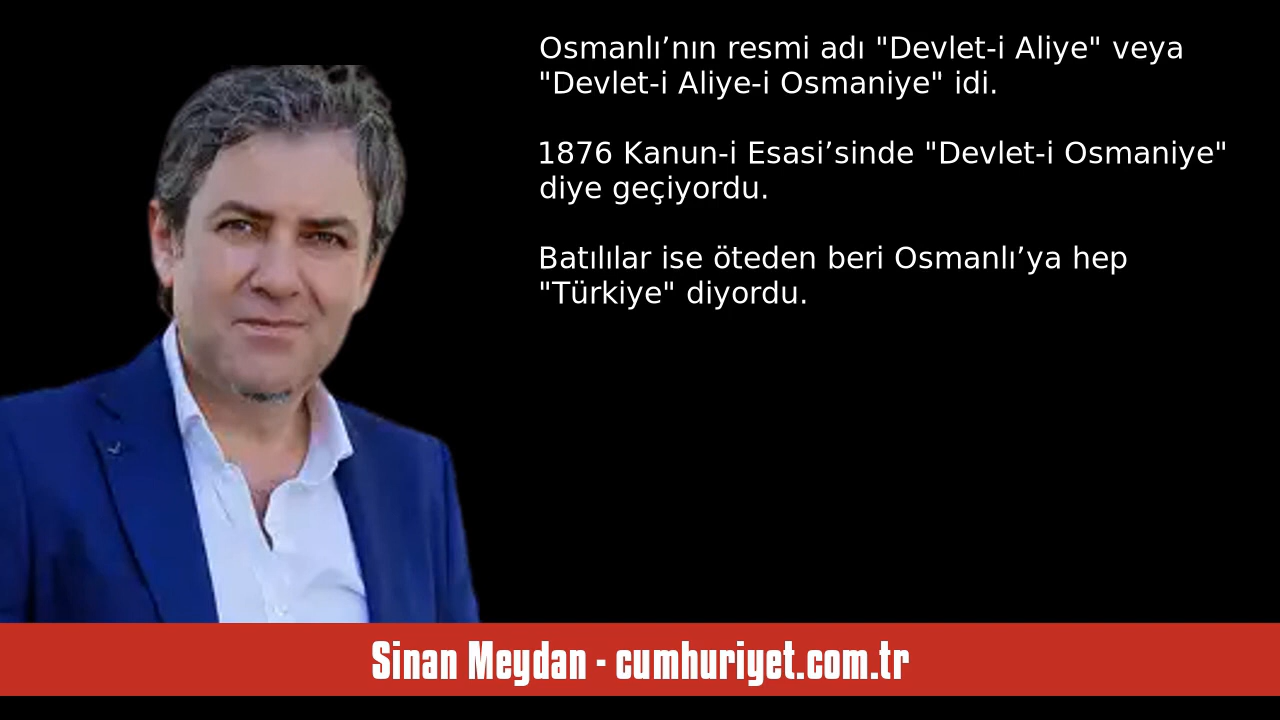 Osmanlı’nın resmi adı "Devlet-i Aliye" veya
"Devlet-i Aliye-i Osmaniye" idi.
1876 Kanun-i Esasi’sinde "Devlet-i Osmaniye"
diye geçiyordu.
Batılılar ise öteden beri Osmanlı’ya hep
"Türkiye" diyordu.
Sinan Meydan - cumhuriyet.com.tr